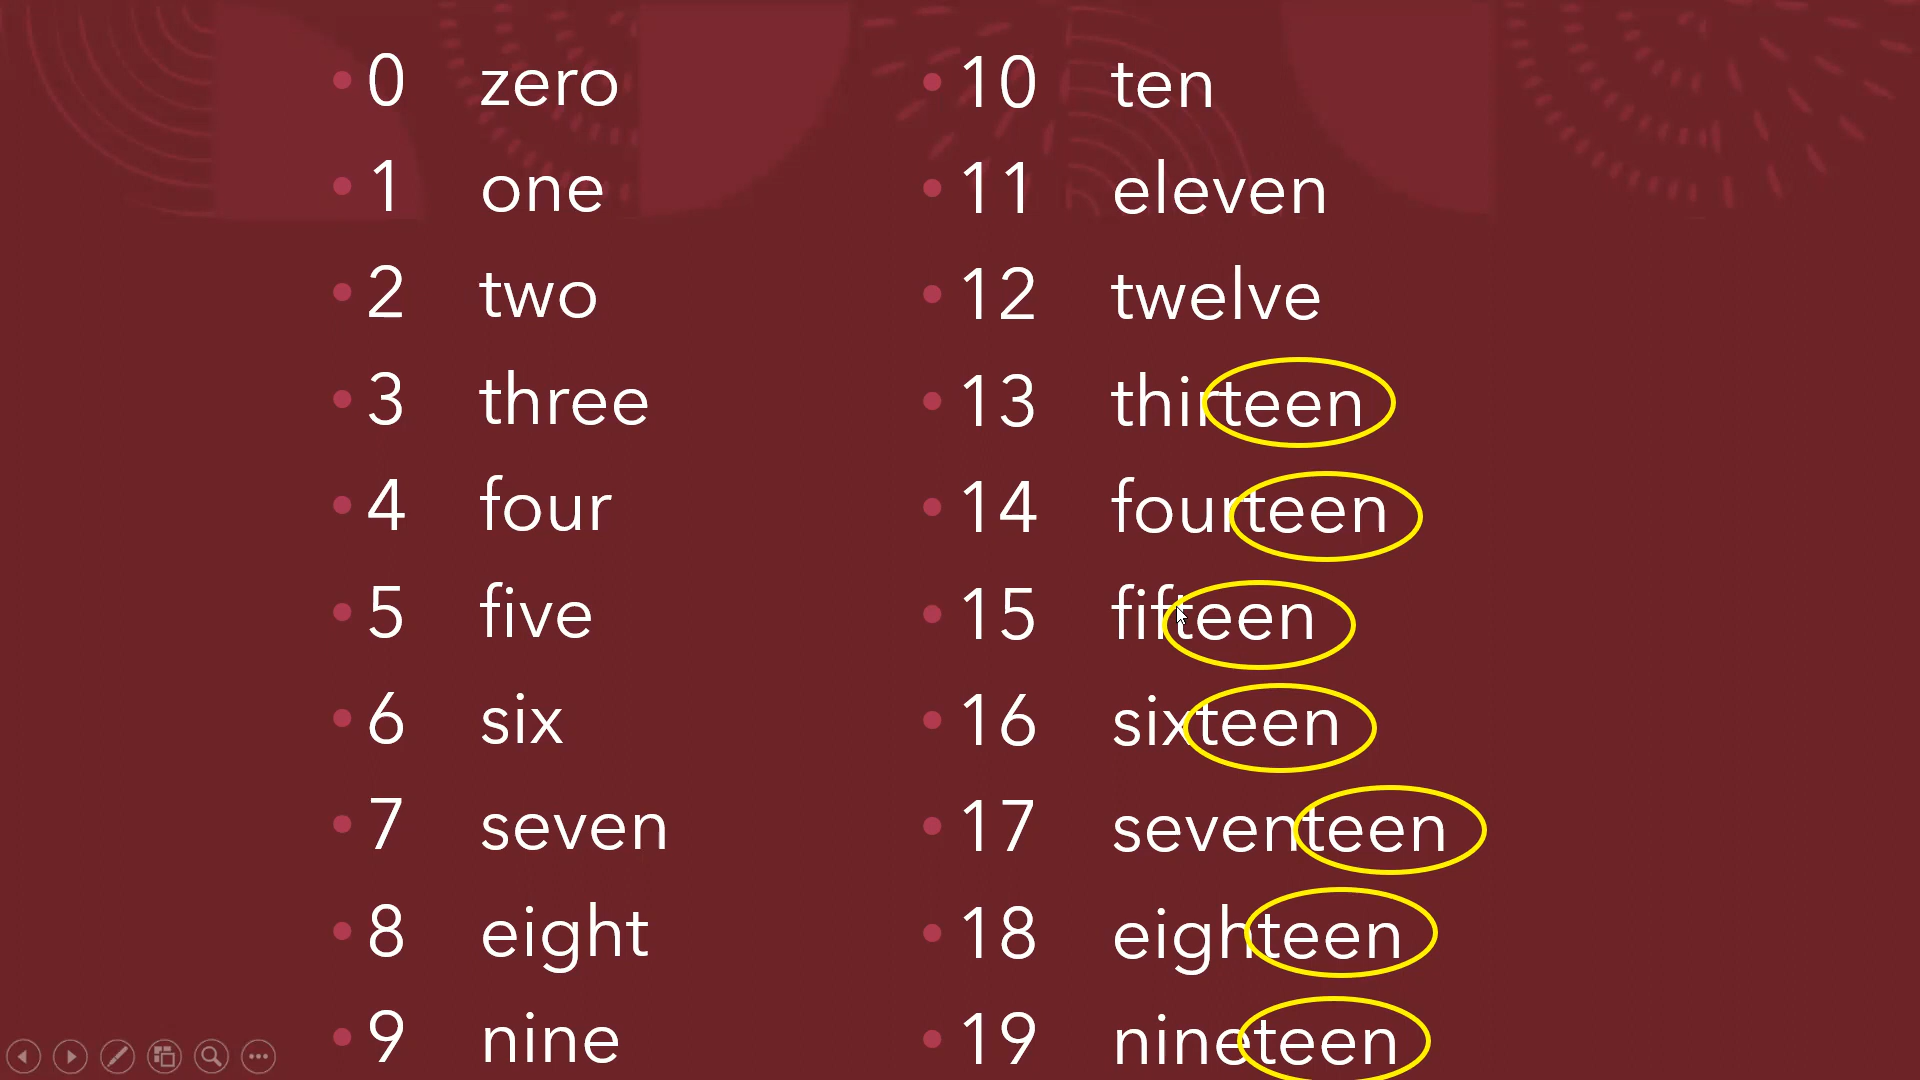 0 zero
1 one
2 two
3 three
4 four
5 five
6 six
7 seven
8 eight
9 nine
10 ten
11 eleven
12 twelve
13 thirteen
14 fourteen
15 fifteen
16 sixteen
17 seventeen
18 eighteen
19 nineteen